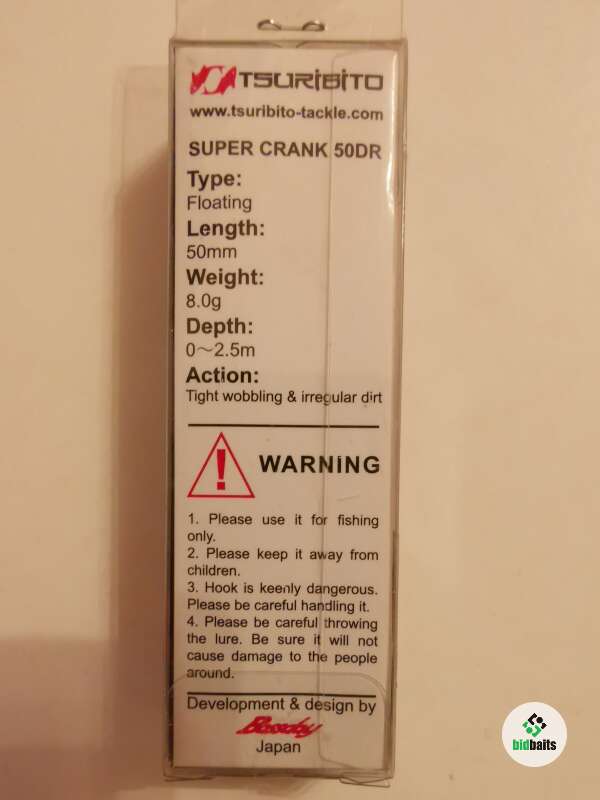 TSURIBITO
www.tsuribito-tackle.com
SUPER CRANK 50DR
Type:
Floating
Length:
50mm
Weight:
8.0g
Depth:
0～2.5m
Action:
Tight wobbling & irregular dirt
WARNING
1. Please use it for fishing
only.
2. Please keep it away from
children.
3. Hook is keenly dangerous.
Please be careful handling it.
4. Please be careful throwing
the lure. Be sure it will not
cause damage to the people
around.
Development & design by
Japan
bidbaits